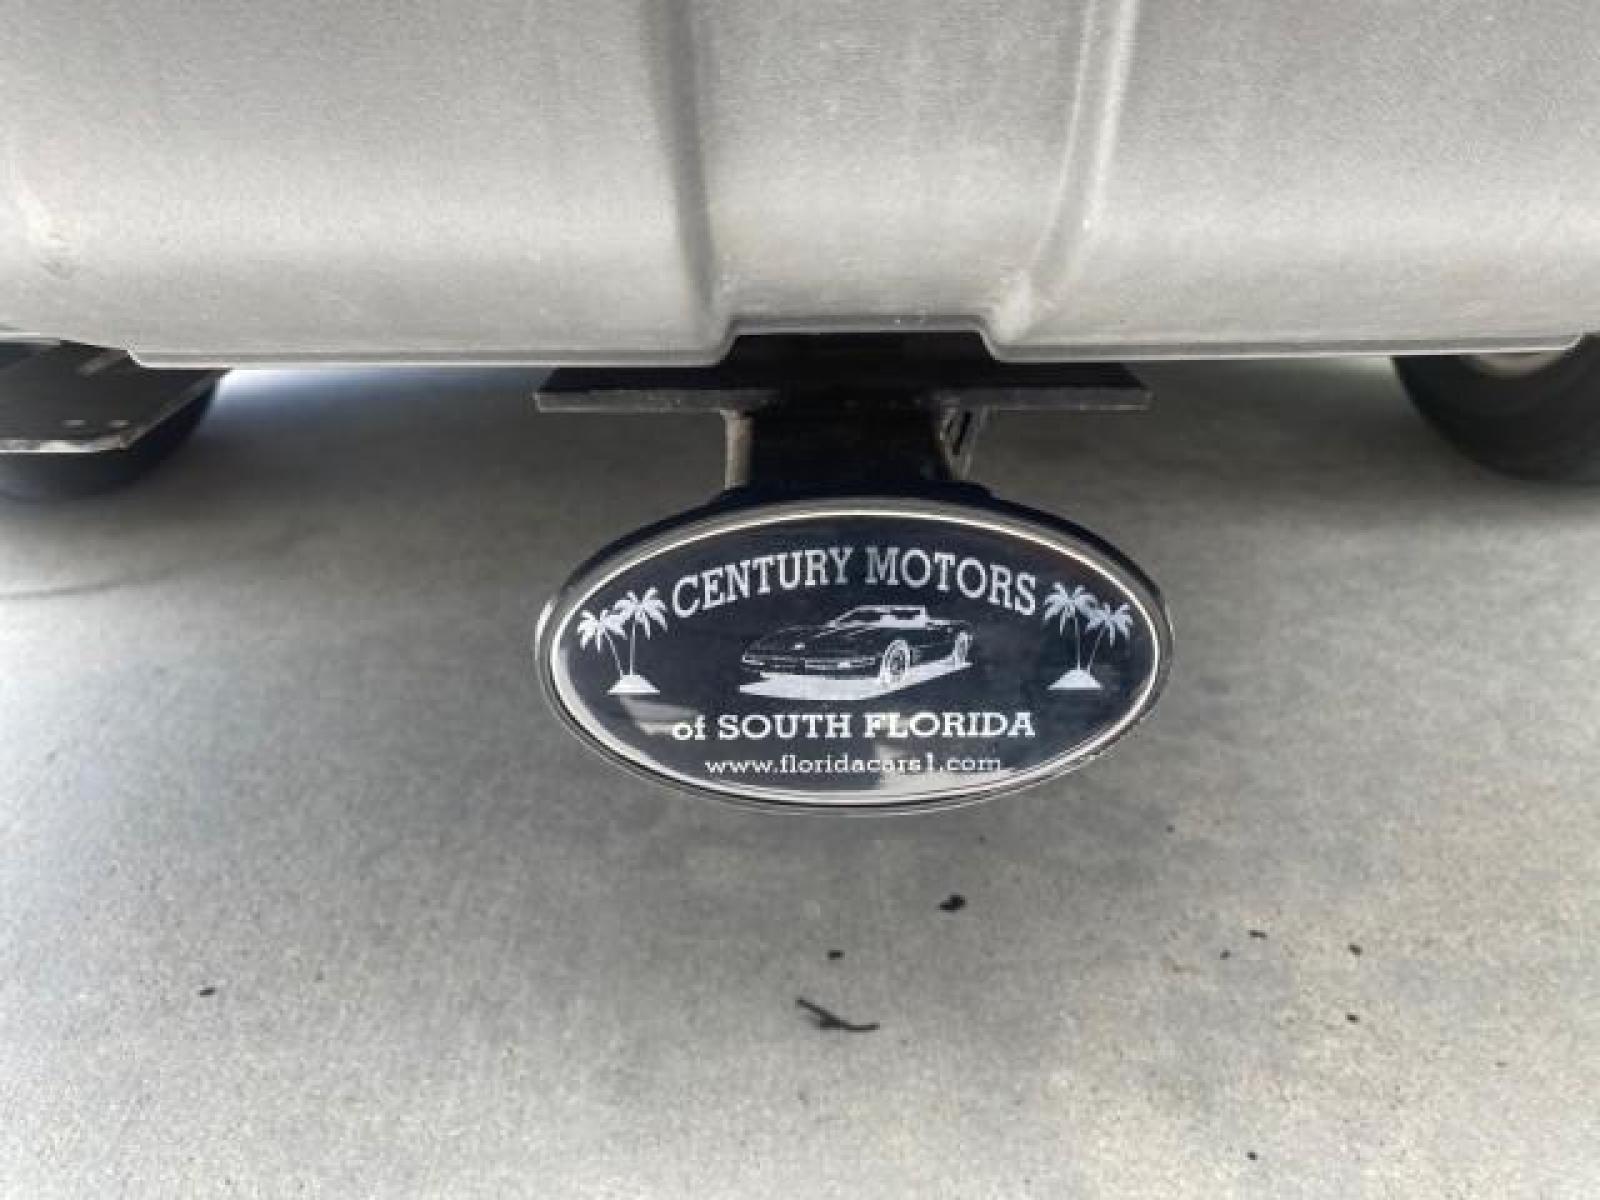 CENTURY MOTORS
of SOUTH FLORIDA
www.floridacars1.com